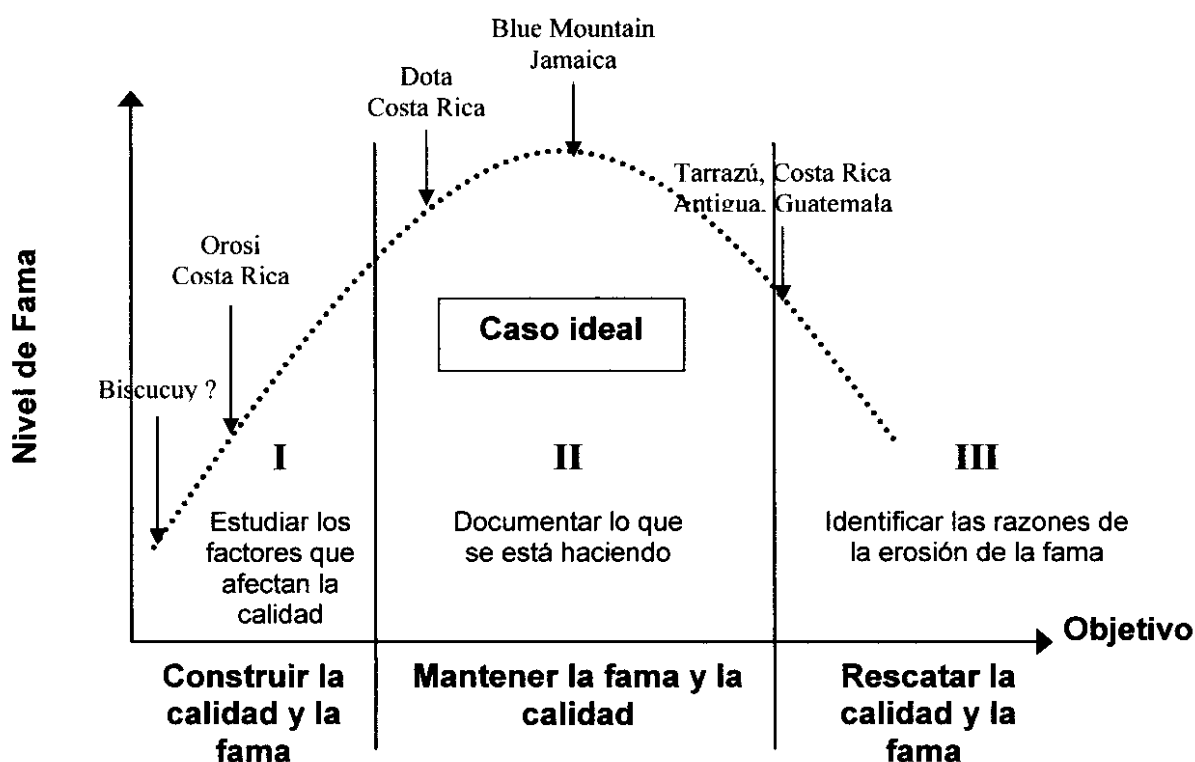 Blue Mountain
Jamaica
Dota
Costa Rica
Tarrazú, Costa Rica
Antigua, Guatemala
Orosi
Costa Rica
Nivel de Fama
Caso ideal
Biscucuy ?
I
II
III
Estudiar los
factores que
afectan la
calidad
Documentar lo que
se está haciendo
Identificar las razones de
la erosión de la fama
Objetivo
Construir la
calidad y la
fama
Mantener la fama y la
calidad
Rescatar la
calidad y la
fama